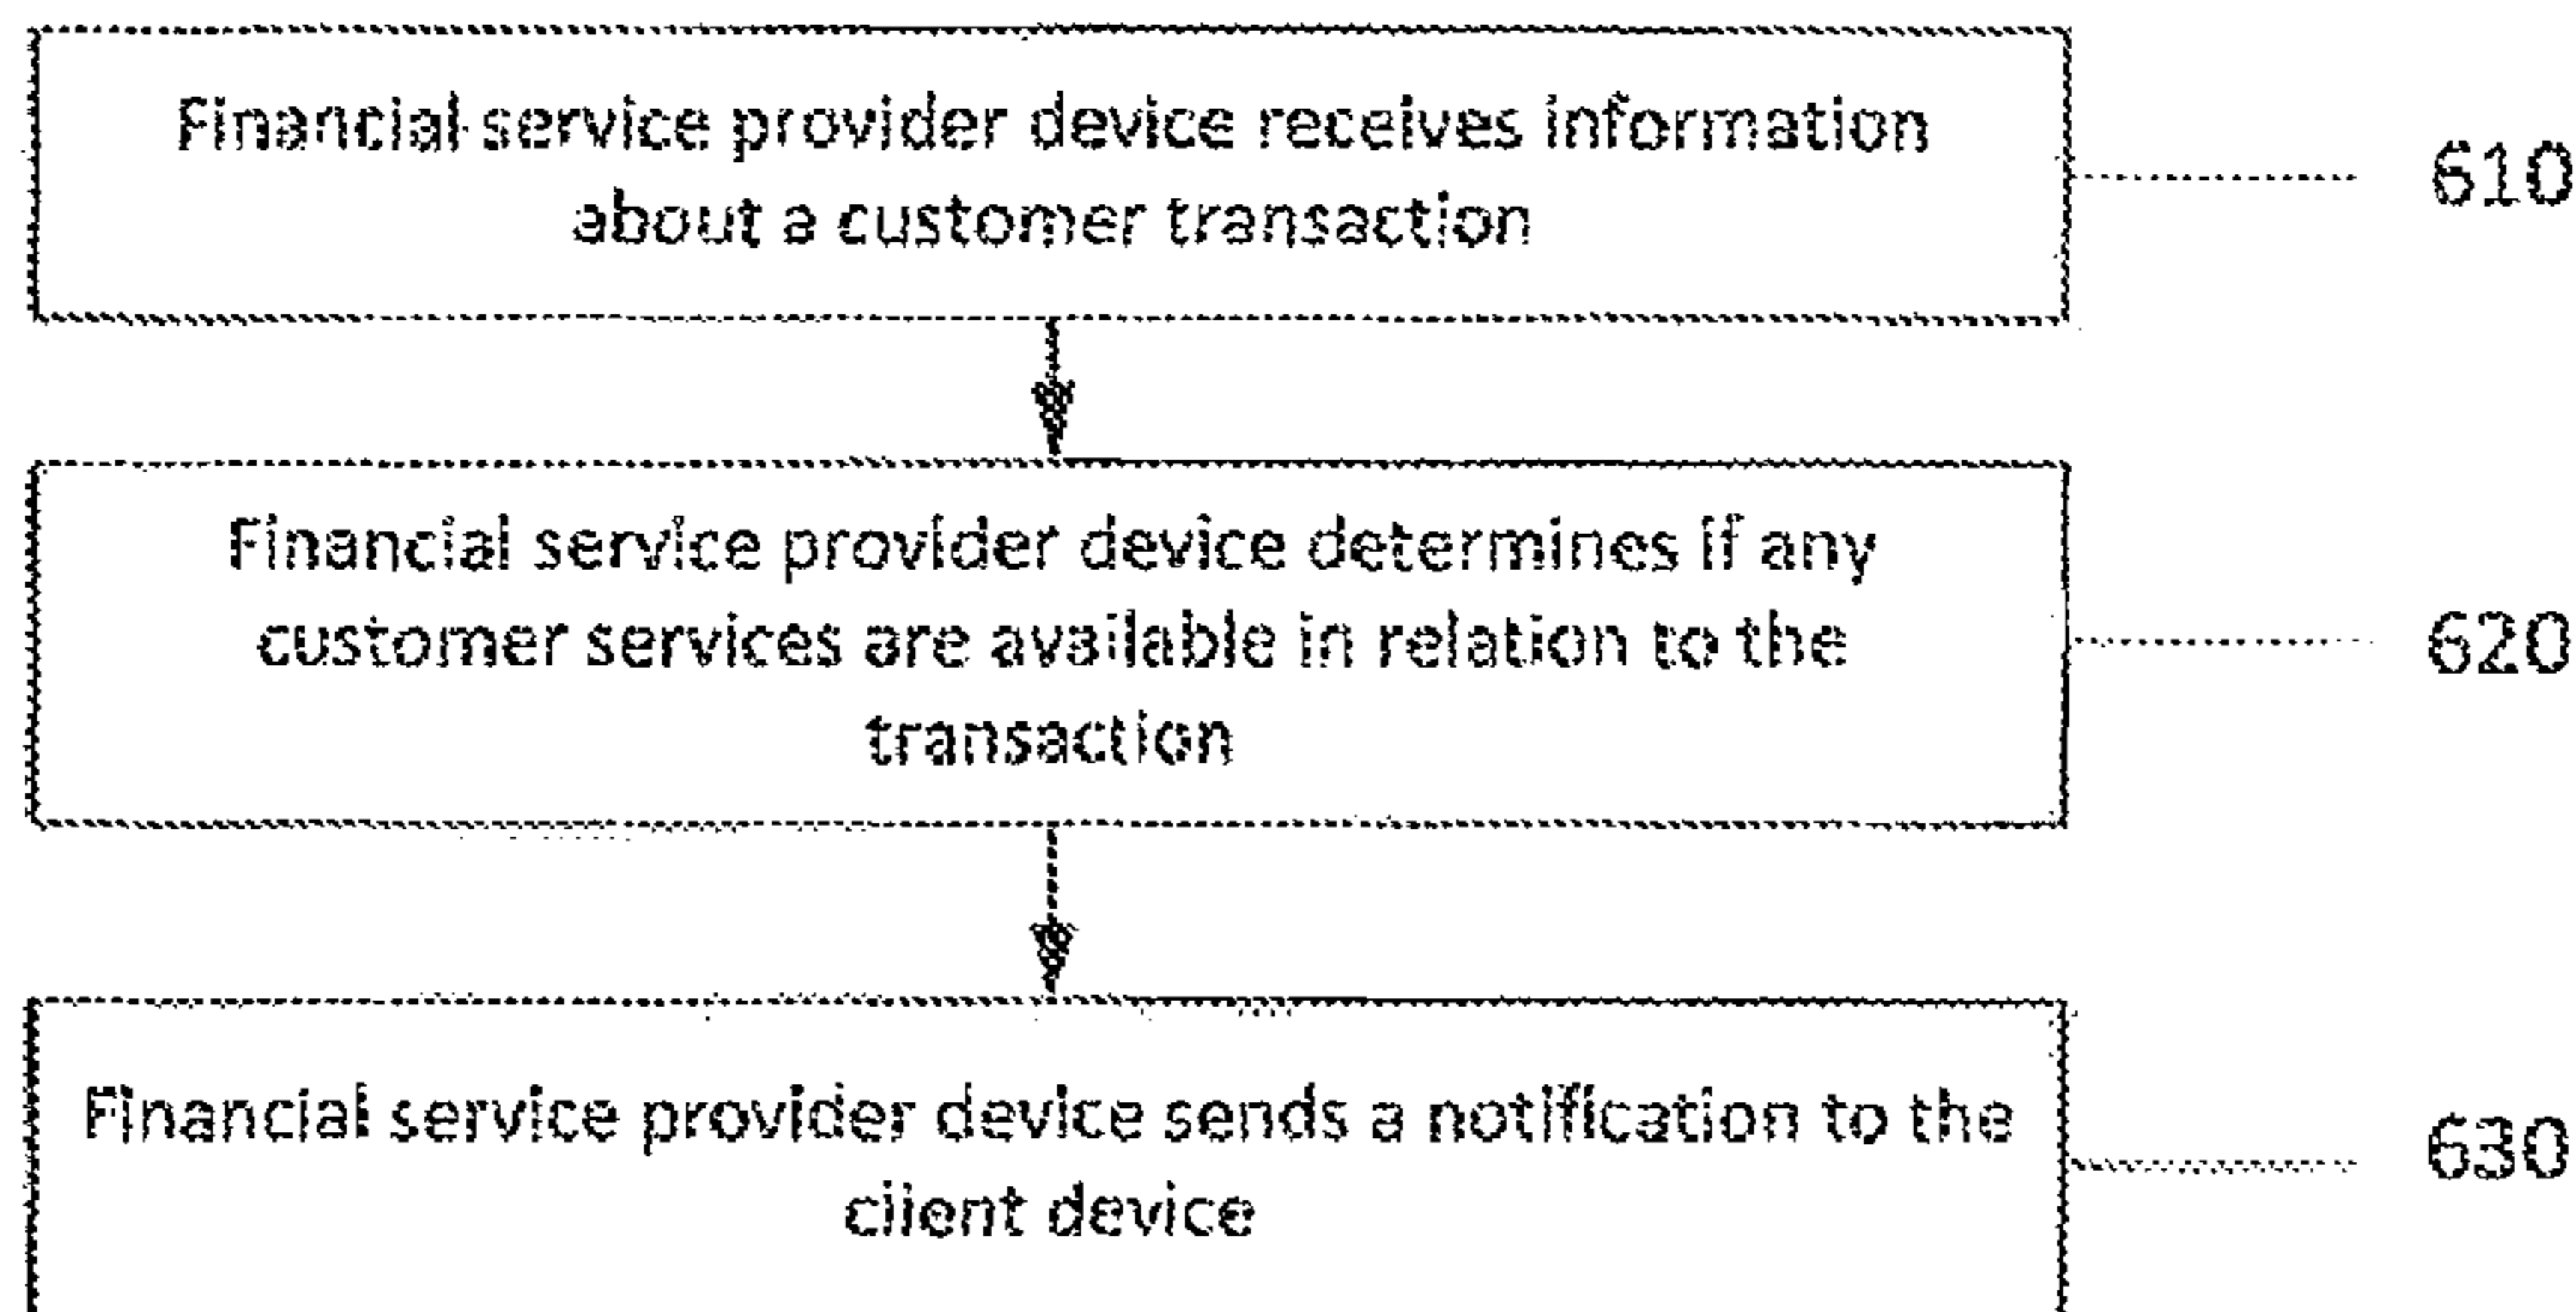 Financial service provider device receives information
about a customer transaction
610
Financial service provider device determines if any
customer services are available in relation to the
transaction
620
Financial service provider device sends a notification to the
client device
630